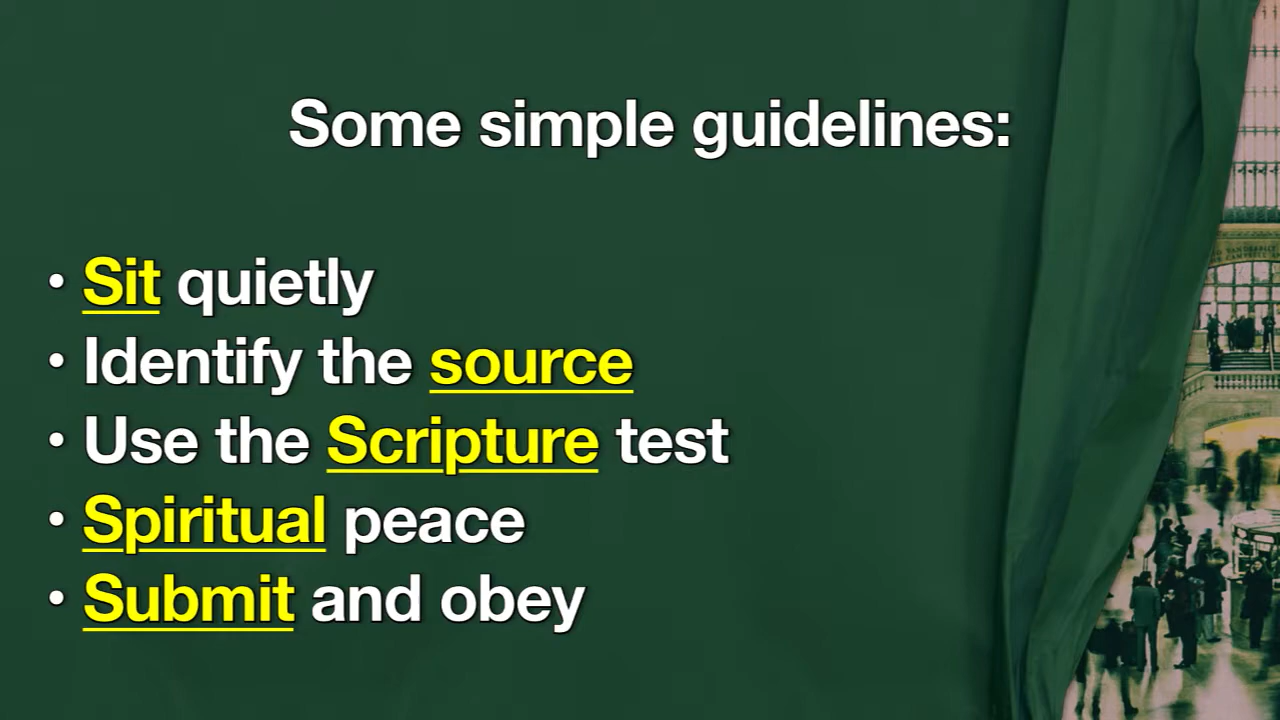 Some simple guidelines:
• Sit quietly
• Identify the source
• Use the Scripture test
• Spiritual peace
• Submit and obey